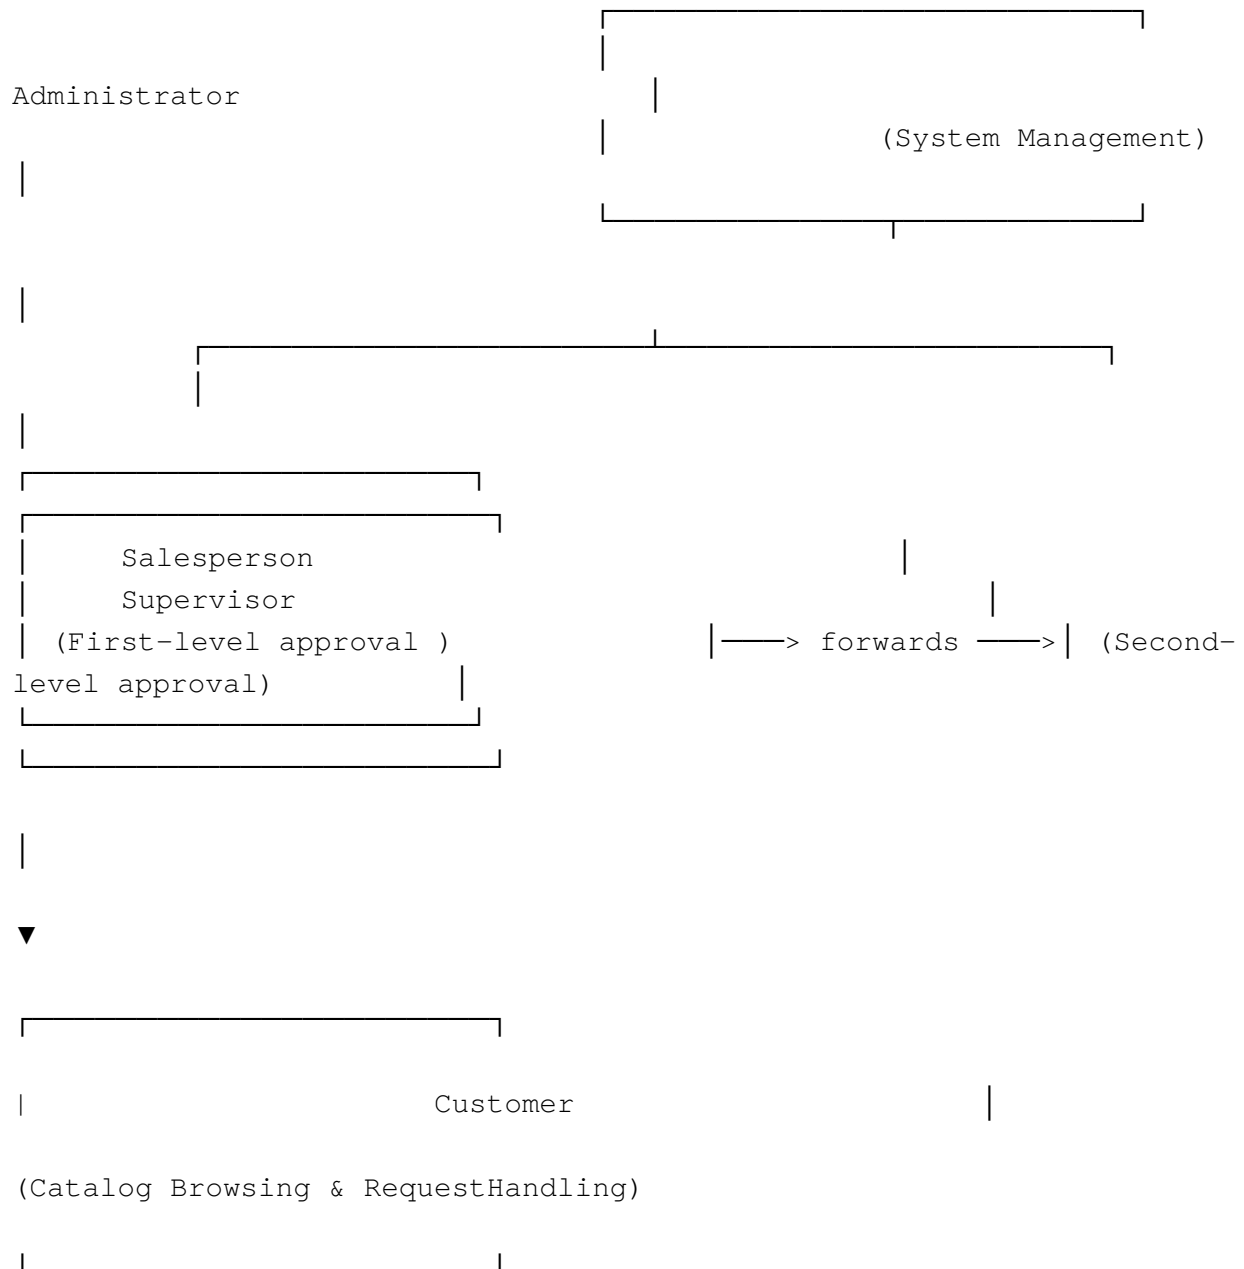 Administrator
(System Management)
Salesperson
Supervisor
(First-level approval ) ────> forwards ────> (Second-
level approval)
Customer
(Catalog Browsing & RequestHandling)